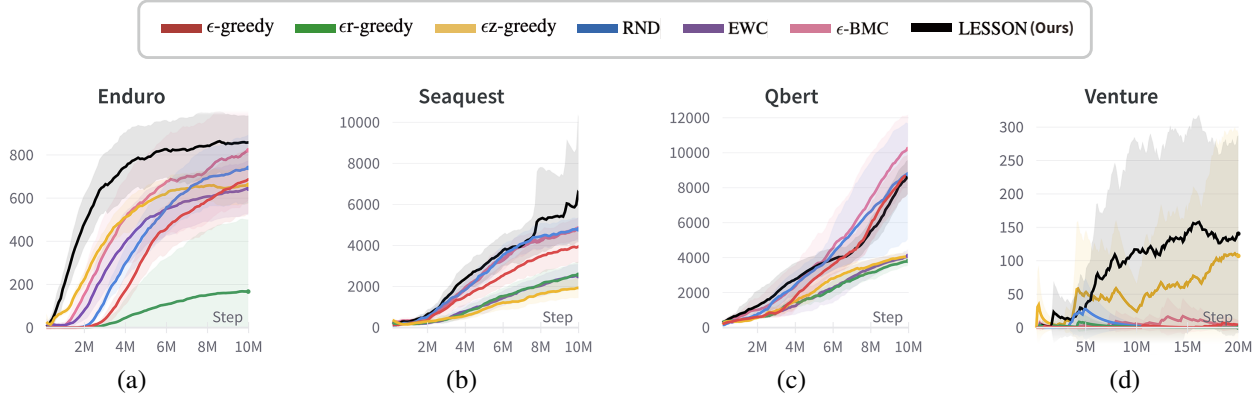 ϵ-greedy ϵr-greedy ϵz-greedy RND EWC ϵ-BMC LESSON (Ours)
Enduro Seaquest Qbert Venture
800
600
400
200
0
Step
2M 4M 6M 8M 10M
(a)
10000
8000
6000
4000
2000
0
Step
2M 4M 6M 8M 10M
(b)
12000
10000
8000
6000
4000
2000
0
Step
2M 4M 6M 8M 10M
(c)
300
250
200
150
100
50
0
Step
5M 10M 15M 20M
(d)